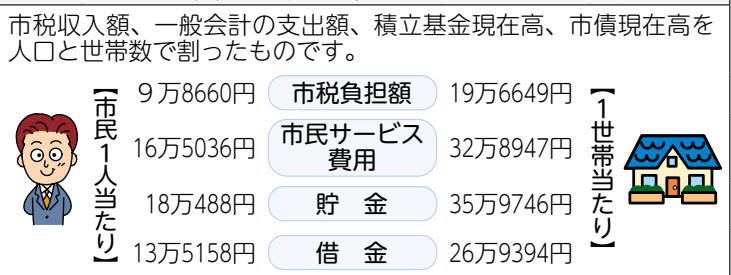 市税収入額、一般会計の支出額、積立基金現在高、市債現在高を
人口と世帯数で割ったものです。
【市民1人当たり】
9万8660円 市税負担額 19万6649円
16万5036円 市民サービス
費用 32万8947円
18万488円 貯 金 35万9746円
13万5158円 借 金 26万9394円
【1世帯当たり】